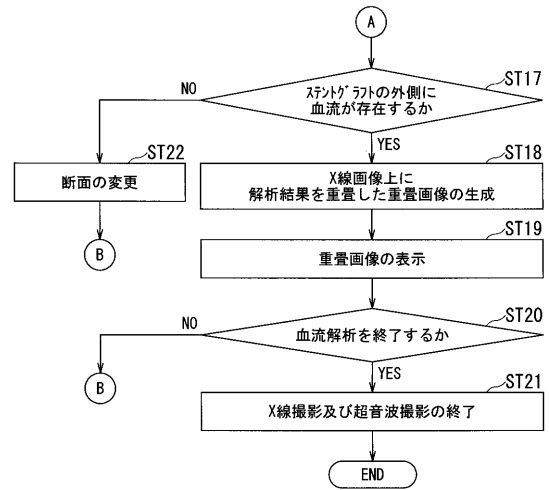 A
ST17
ｽﾃﾝﾄｸﾞﾗﾌﾄの外側に
血流が存在するか
NO
YES
ST22
断面の変更
B
ST18
X線画像上に
解析結果を重畳した重畳画像の生成
ST19
重畳画像の表示
ST20
血流解析を終了するか
NO
B
YES
ST21
X線撮影及び超音波撮影の終了
END